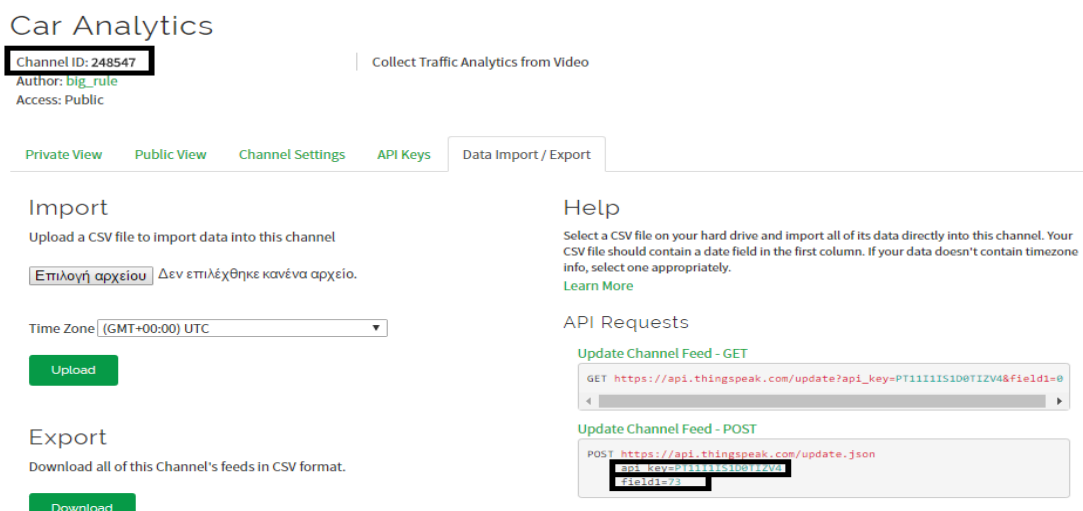 Car Analytics
Channel ID: 248547
Author: big_rule
Access: Public
Collect Traffic Analytics from Video
Private View
Public View
Channel Settings
API Keys
Data Import / Export
Import
Upload a CSV file to import data into this channel
Επιλογή αρχείου Δεν επιλέχθηκε κανένα αρχείο.
Time Zone (GMT+00:00) UTC
Upload
Export
Download all of this Channel's feeds in CSV format.
Download
Help
Select a CSV file on your hard drive and import all of its data directly into this channel. Your
CSV file should contain a date field in the first column. If your data doesn't contain timezone
info, select one appropriately.
Learn More
API Requests
Update Channel Feed - GET
GET https://api.thingspeak.com/update?api_key=PT11I1IS1D0TIZV4&field1=0
Update Channel Feed - POST
POST https://api.thingspeak.com/update.json
api_key=PT11I1IS1D0TIZV4
field1=73